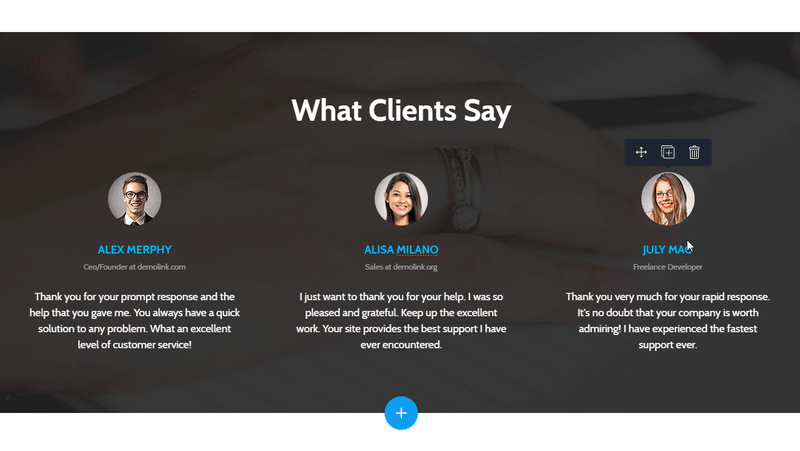 What Clients Say
ALEX MERPHY
Ceo/Founder at demolink.com
Thank you for your prompt response and the
help that you gave me. You always have a quick
solution to any problem. What an excellent
level of customer service!
ALISA MILANO
Sales at demolink.org
I just want to thank you for your help. I was so
pleased and grateful. Keep up the excellent
work. Your site provides the best support I have
ever encountered.
JULY MAO
Freelance Developer
Thank you very much for your rapid response.
It's no doubt that your company is worth
admiring! I have experienced the fastest
support ever.